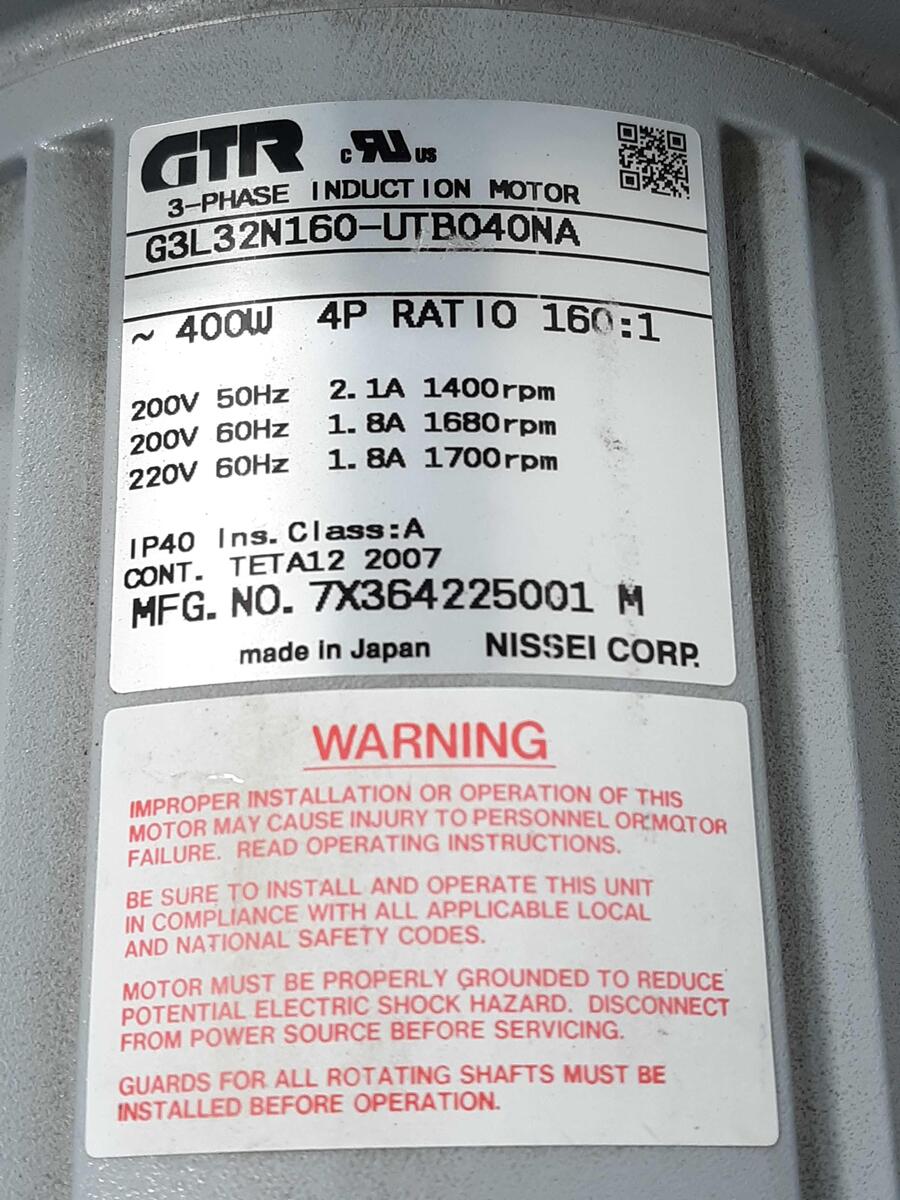 GTR c RU US
3-PHASE INDUCTION MOTOR
G3L32N160-UTB040NA
~ 400W 4P RATIO 160:1
200V 50Hz 2.1A 1400rpm
200V 60Hz 1.8A 1680rpm
220V 60Hz 1.8A 1700rpm
IP40 Ins.Class:A
CONT. TETA12 2007
MFG. NO. 7X364225001 M
made in Japan NISSEI CORP.
WARNING
IMPROPER INSTALLATION OR OPERATION OF THIS
MOTOR MAY CAUSE INJURY TO PERSONNEL OR MOTOR
FAILURE. READ OPERATING INSTRUCTIONS.
BE SURE TO INSTALL AND OPERATE THIS UNIT
IN COMPLIANCE WITH ALL APPLICABLE LOCAL
AND NATIONAL SAFETY CODES.
MOTOR MUST BE PROPERLY GROUNDED TO REDUCE
POTENTIAL ELECTRIC SHOCK HAZARD. DISCONNECT
FROM POWER SOURCE BEFORE SERVICING.
GUARDS FOR ALL ROTATING SHAFTS MUST BE
INSTALLED BEFORE OPERATION.